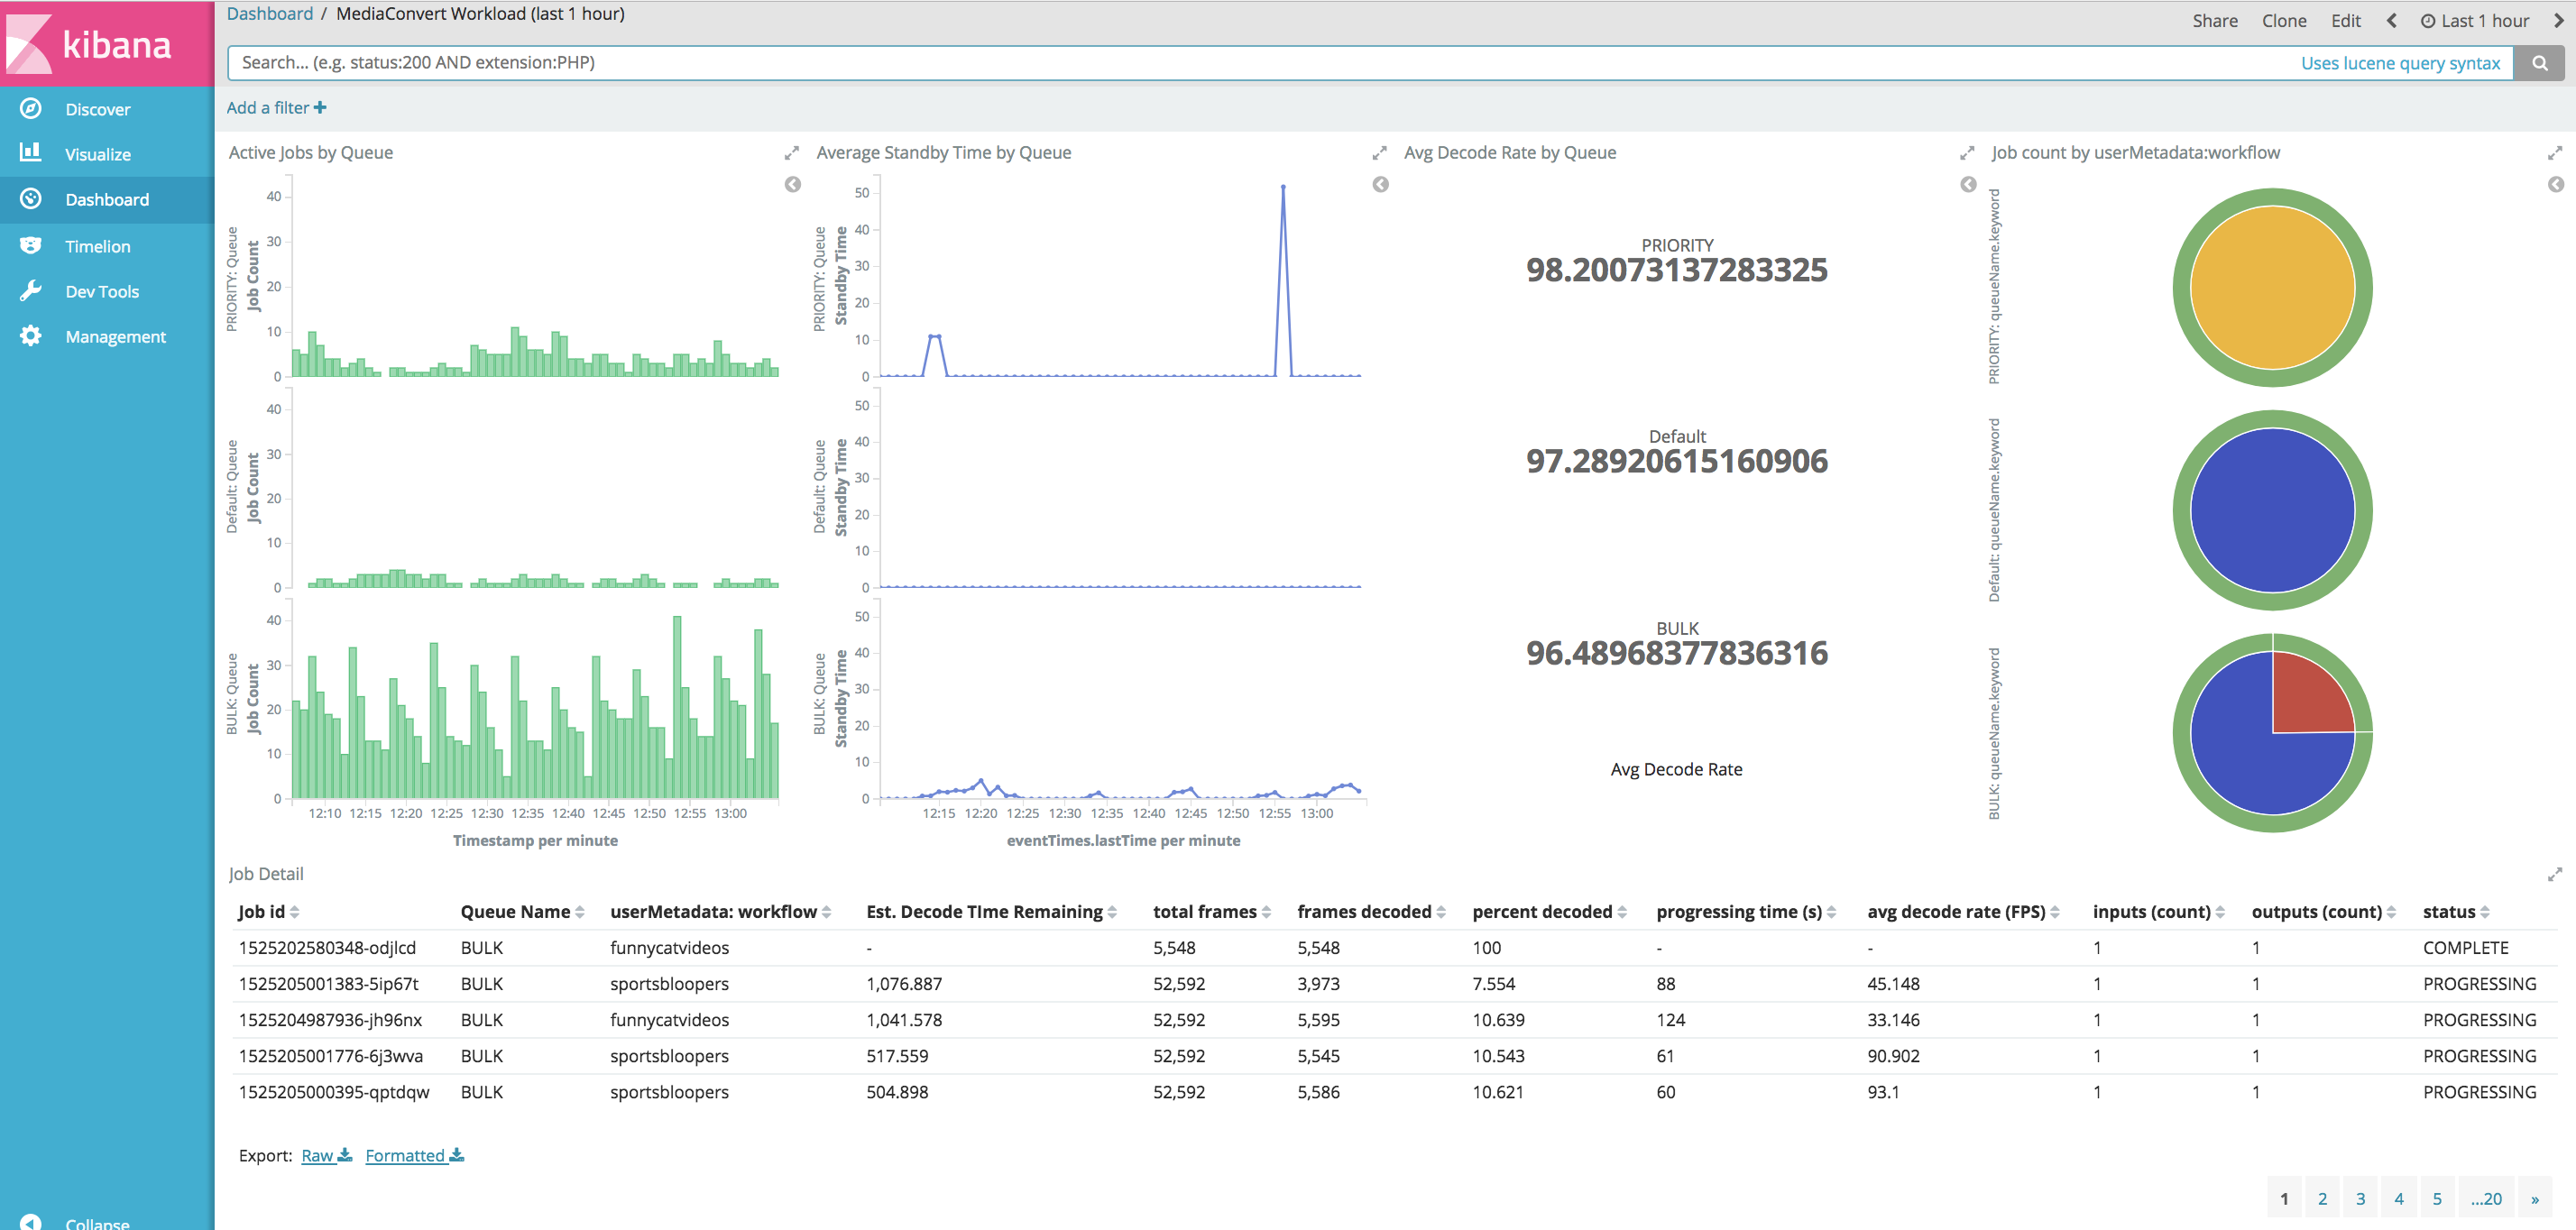 kibana
Discover
Visualize
Dashboard
Timelion
Dev Tools
Management
Collapse
Dashboard / MediaConvert Workload (last 1 hour)
Share Clone Edit Last 1 hour
Search... (e.g. status:200 AND extension:PHP) Uses lucene query syntax
Add a filter +
Active Jobs by Queue
PRIORITY: Queue
Job Count
40
30
20
10
0
Default: Queue
Job Count
40
30
20
10
0
BULK: Queue
Job Count
40
30
20
10
0
12:10 12:15 12:20 12:25 12:30 12:35 12:40 12:45 12:50 12:55 13:00
Timestamp per minute
Average Standby Time by Queue
PRIORITY: Queue
Standby Time
50
40
30
20
10
0
Default: Queue
Standby Time
50
40
30
20
10
0
BULK: Queue
Standby Time
50
40
30
20
10
0
12:15 12:20 12:25 12:30 12:35 12:40 12:45 12:50 12:55 13:00
eventTimes.lastTime per minute
Avg Decode Rate by Queue
PRIORITY
98.20073137283325
Default
97.28920615160906
BULK
96.48968377836316
Avg Decode Rate
Job count by userMetadata:workflow
PRIORITY: queueName.keyword
Default: queueName.keyword
BULK: queueName.keyword
Job Detail
Job id Queue Name userMetadata: workflow Est. Decode TIme Remaining total frames frames decoded percent decoded progressing time (s) avg decode rate (FPS) inputs (count) outputs (count) status
1525202580348-odjlcd BULK funnycatvideos - 5,548 5,548 100 - - 1 1 COMPLETE
1525205001383-5ip67t BULK sportsbloopers 1,076.887 52,592 3,973 7.554 88 45.148 1 1 PROGRESSING
1525204987936-jh96nx BULK funnycatvideos 1,041.578 52,592 5,595 10.639 124 33.146 1 1 PROGRESSING
1525205001776-6j3wva BULK sportsbloopers 517.559 52,592 5,545 10.543 61 90.902 1 1 PROGRESSING
1525205000395-qptdqw BULK sportsbloopers 504.898 52,592 5,586 10.621 60 93.1 1 1 PROGRESSING
Export: Raw Formatted
1 2 3 4 5 ...20 »